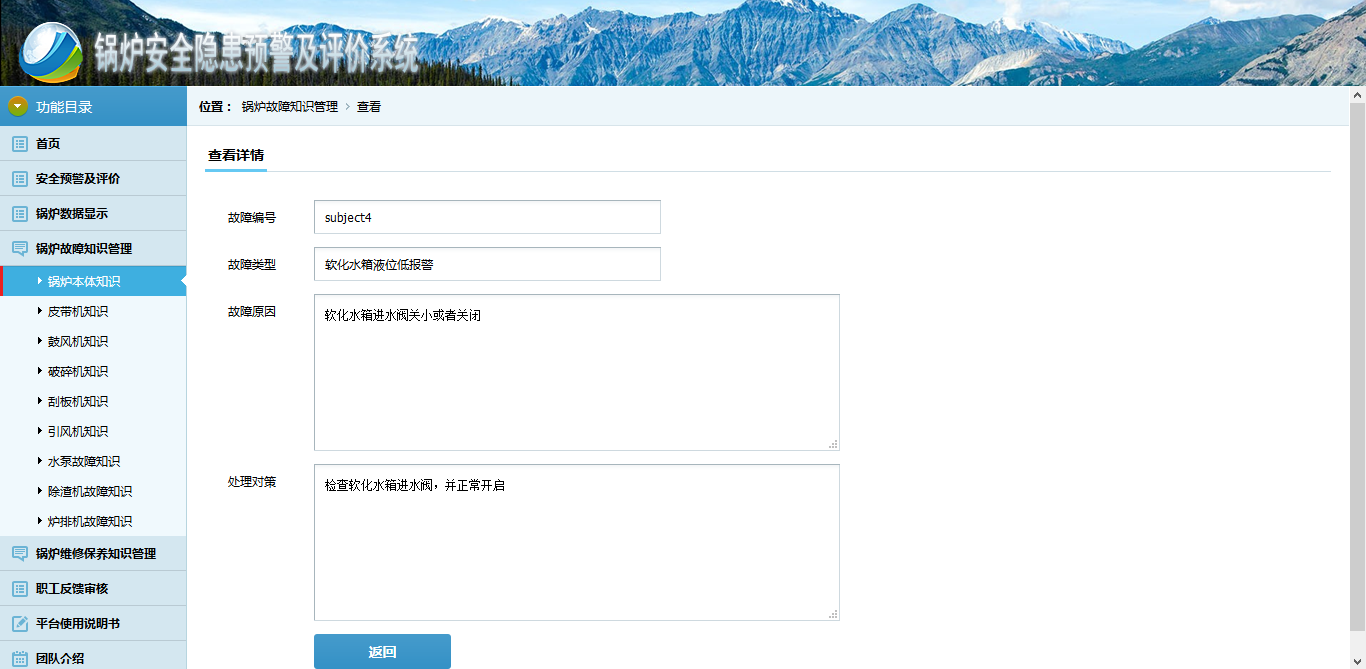 锅炉安全隐患预警及评价系统
功能目录
位置： 锅炉故障知识管理 › 查看
首页
安全预警及评价
锅炉数据显示
锅炉故障知识管理
锅炉本体知识
皮带机知识
鼓风机知识
破碎机知识
刮板机知识
引风机知识
水泵故障知识
除渣机故障知识
炉排机故障知识
锅炉维修保养知识管理
职工反馈审核
平台使用说明书
团队介绍
查看详情
故障编号 subject4
故障类型 软化水箱液位低报警
故障原因 软化水箱进水阀关小或者关闭
处理对策 检查软化水箱进水阀，并正常开启
返回